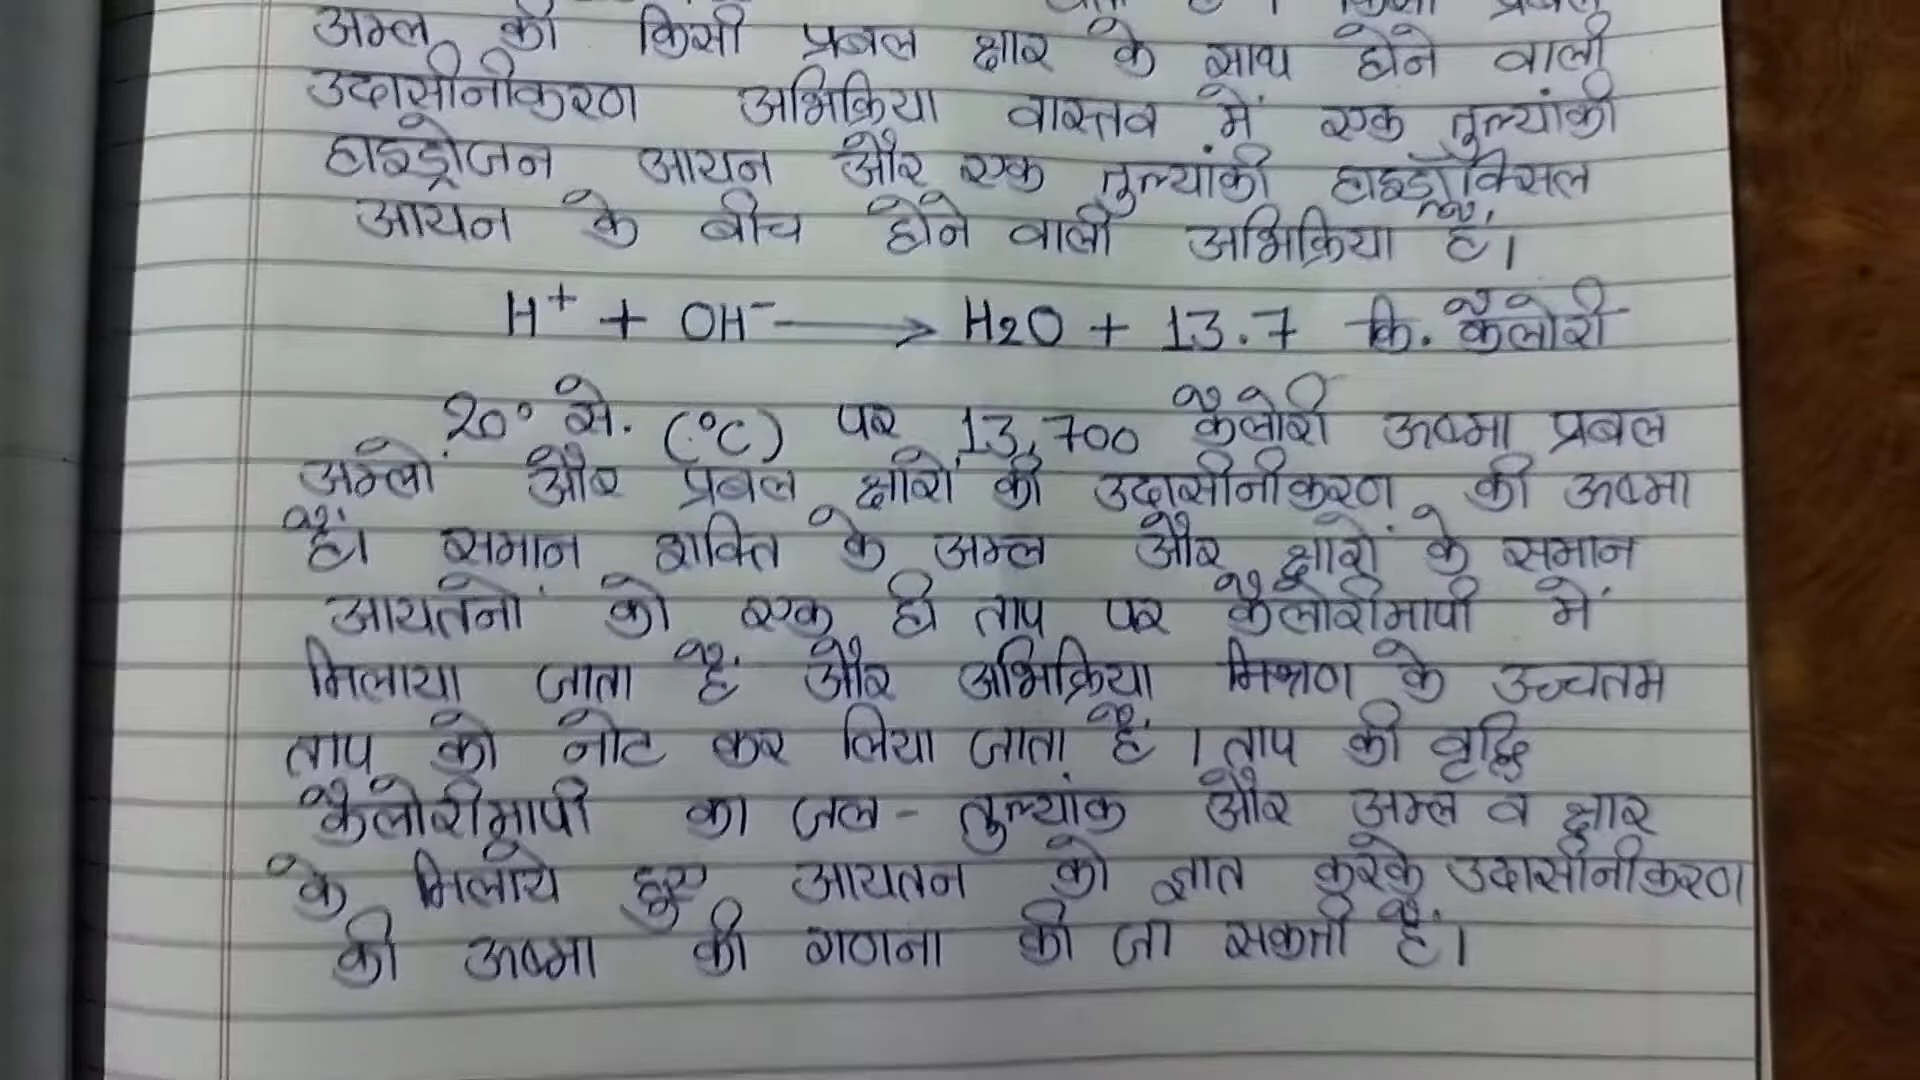 अम्ल की किसी प्रबल क्षार के साथ होने वाली
उदासीनीकरण अभिक्रिया वास्तव में एक तुल्यांकी
हाइड्रोजन आयन और एक तुल्यांकी हाइड्रॉक्सिल
आयन के बीच होने वाली अभिक्रिया हैं।
H⁺ + OH⁻ ⟶ H2O + 13.7 कि. कैलोरी
20° से. (°C) पर 13,700 कैलोरी ऊष्मा प्रबल
अम्लों और प्रबल क्षारों की उदासीनीकरण की ऊष्मा
हैं। समान शक्ति के अम्ल और क्षारों के समान
आयतनों को एक ही ताप पर कैलोरीमापी में
मिलाया जाता हैं और अभिक्रिया मिश्रण के उच्चतम
ताप को नोट कर लिया जाता हैं। ताप की वृद्धि
कैलोरीमापी का जल - तुल्यांक और अम्ल व क्षार
के मिलाये हुए आयतन को ज्ञात करके उदासीनीकरण
की ऊष्मा की गणना की जा सकती हैं।